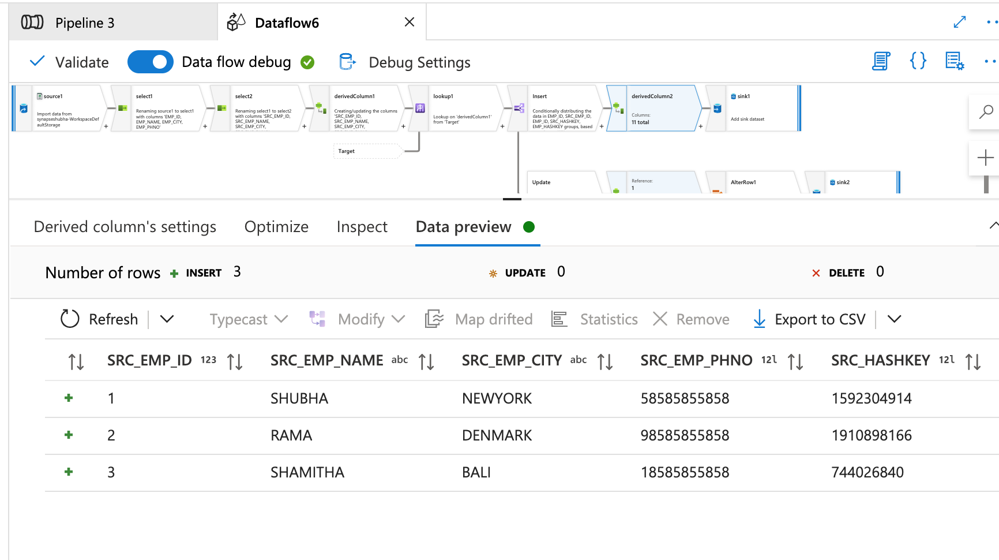 Pipeline 3
Dataflow6
Validate
Data flow debug
Debug Settings
source1
Import data from
synapseshubha-WorkspaceDef
aultStorage
+
select1
Renaming source1 to select1
with columns 'EMP_ID,
EMP_NAME, EMP_CITY,
EMP_PHNO'
+
select2
Renaming select1 to select2
with columns 'SRC_EMP_ID,
SRC_EMP_NAME,
SRC_EMP_CITY,
+
derivedColumn1
Creating/updating the columns
'SRC_EMP_ID,
SRC_EMP_NAME,
SRC_EMP_CITY,
+
lookup1
Lookup on 'derivedColumn1'
from 'Target'
+
Insert
Conditionally distributing the
data in EMP_ID, SRC_EMP_ID,
EMP_ID, SRC_HASHKEY,
EMP_HASHKEY groups, based
+
derivedColumn2
Columns:
11 total
+
sink1
Add sink dataset
Target
Update
Reference:
1
AlterRow1
sink2
Derived column's settings
Optimize
Inspect
Data preview
Number of rows
INSERT 3
UPDATE 0
DELETE 0
Refresh
Typecast
Modify
Map drifted
Statistics
Remove
Export to CSV
SRC_EMP_ID 123 SRC_EMP_NAME abc SRC_EMP_CITY abc SRC_EMP_PHNO 12l SRC_HASHKEY 12l
1 SHUBHA NEWYORK 58585855858 1592304914
2 RAMA DENMARK 98585855858 1910898166
3 SHAMITHA BALI 18585855858 744026840